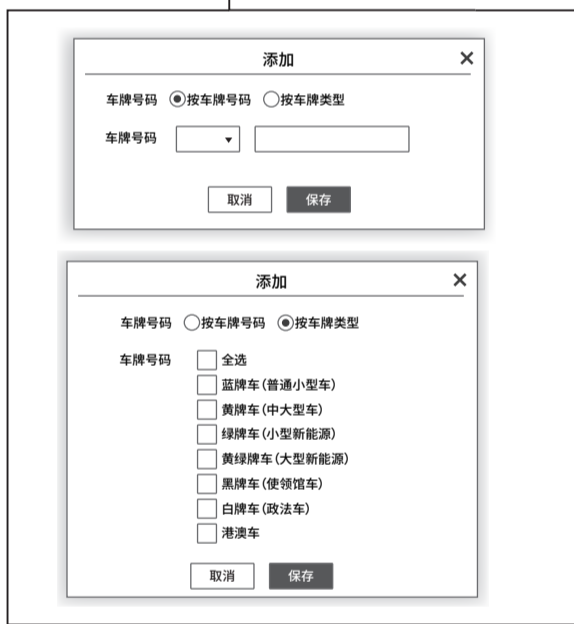 添加
车牌号码 按车牌号码 按车牌类型
车牌号码
取消 保存
添加
车牌号码 按车牌号码 按车牌类型
车牌号码 全选
蓝牌车(普通小型车)
黄牌车(中大型车)
绿牌车(小型新能源)
黄绿牌车(大型新能源)
黑牌车(使领馆车)
白牌车(政法车)
港澳车
取消 保存